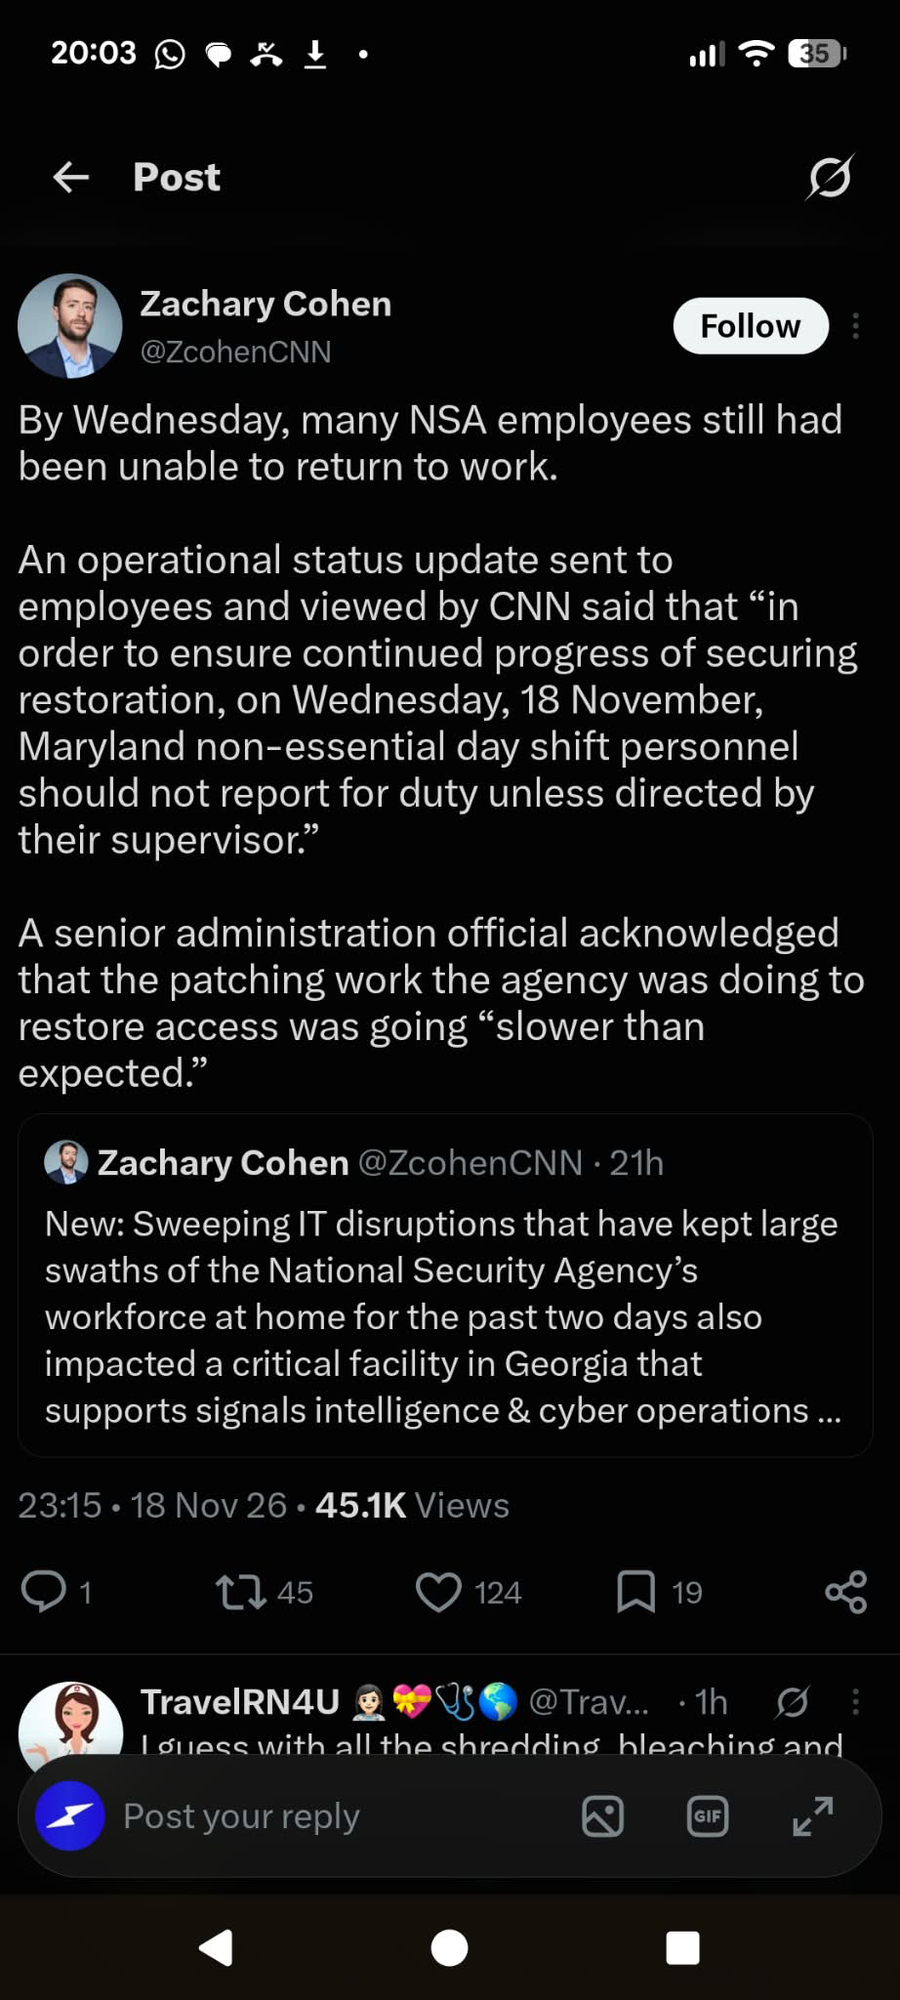 20:03
35
Post
Zachary Cohen
@ZcohenCNN
Follow
By Wednesday, many NSA employees still had
been unable to return to work.
An operational status update sent to
employees and viewed by CNN said that “in
order to ensure continued progress of securing
restoration, on Wednesday, 18 November,
Maryland non-essential day shift personnel
should not report for duty unless directed by
their supervisor.”
A senior administration official acknowledged
that the patching work the agency was doing to
restore access was going “slower than
expected.”
Zachary Cohen @ZcohenCNN · 21h
New: Sweeping IT disruptions that have kept large
swaths of the National Security Agency’s
workforce at home for the past two days also
impacted a critical facility in Georgia that
supports signals intelligence & cyber operations ...
23:15 • 18 Nov 26 • 45.1K Views
1 45 124 19
TravelRN4U 👩🏻‍⚕️💝🩺🌎 @Trav... · 1h
I guess with all the shredding, bleaching and
Post your reply
GIF